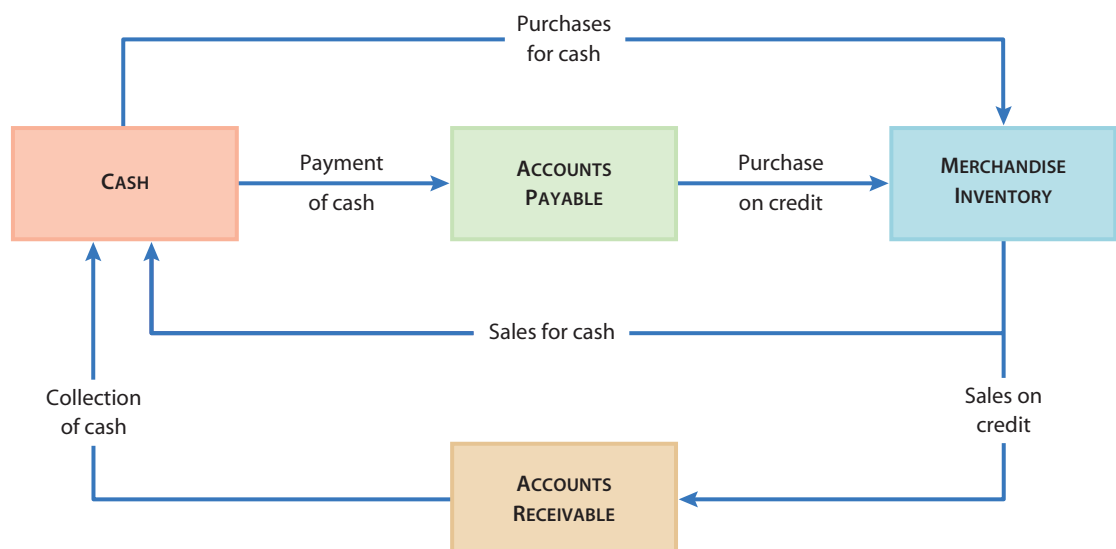 Purchases
for cash
CASH
Payment
of cash
ACCOUNTS
PAYABLE
Purchase
on credit
MERCHANDISE
INVENTORY
Sales for cash
Collection
of cash
Sales on
credit
ACCOUNTS
RECEIVABLE